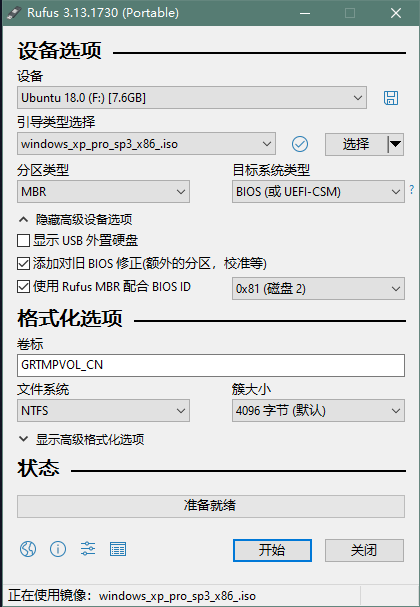 Rufus 3.13.1730 (Portable)
设备选项
设备
Ubuntu 18.0 (F:) [7.6GB]
引导类型选择
windows_xp_pro_sp3_x86_.iso
选择
分区类型
目标系统类型
MBR
BIOS (或 UEFI-CSM)
?
隐藏高级设备选项
显示 USB 外置硬盘
添加对旧 BIOS 修正(额外的分区，校准等)
使用 Rufus MBR 配合 BIOS ID
0x81 (磁盘 2)
格式化选项
卷标
GRTMPVOL_CN
文件系统
簇大小
NTFS
4096 字节 (默认)
显示高级格式化选项
状态
准备就绪
开始
关闭
正在使用镜像：windows_xp_pro_sp3_x86_.iso